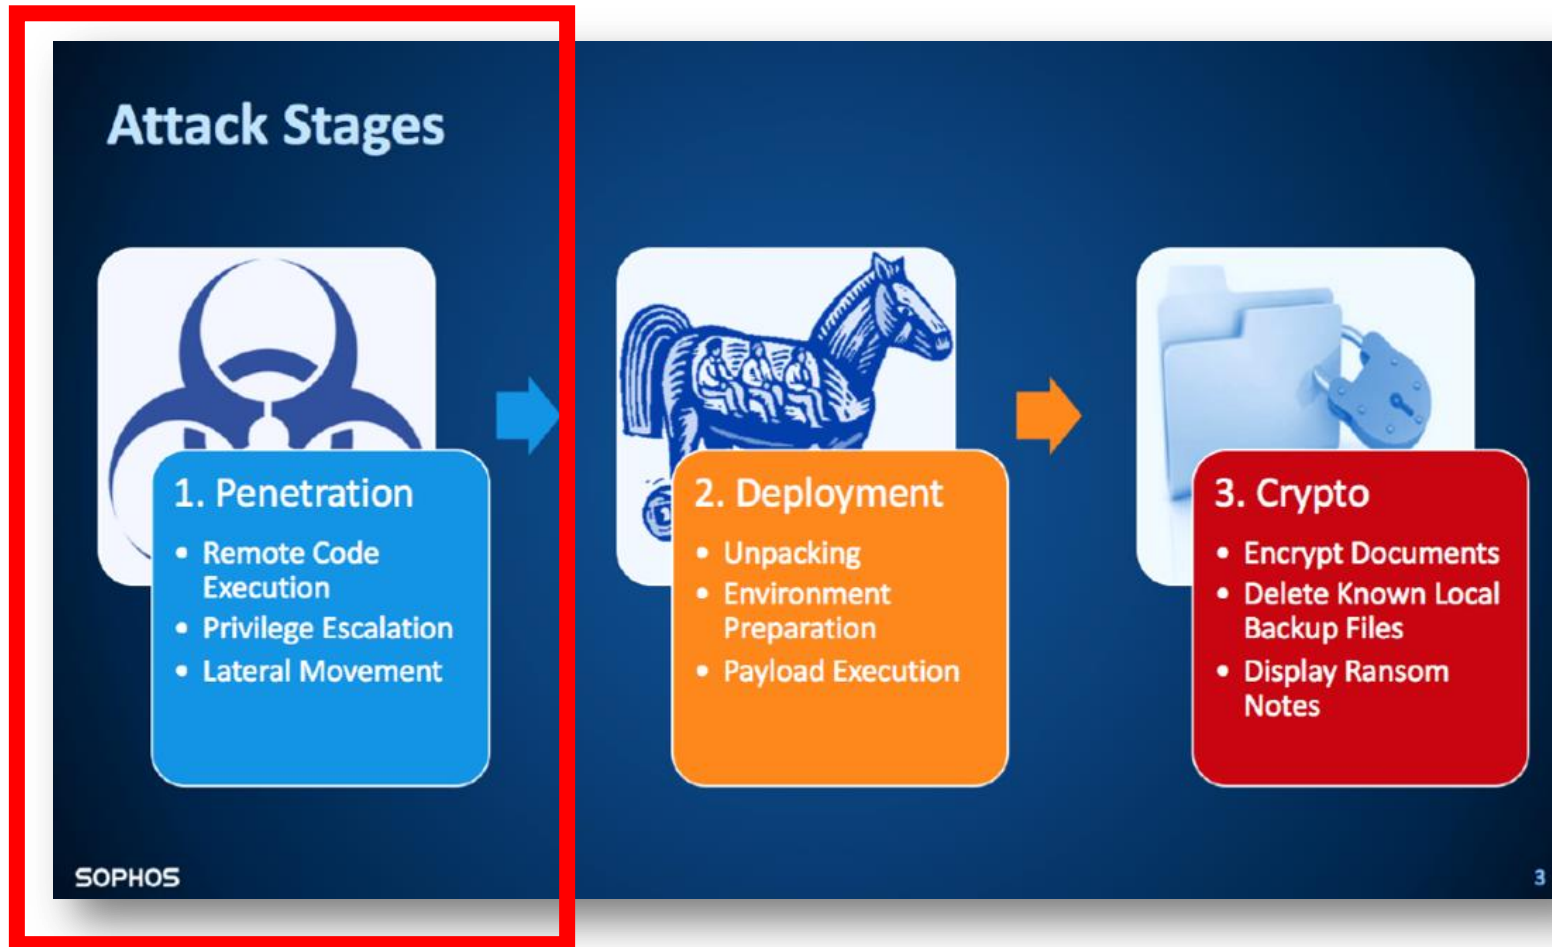 Attack Stages
1. Penetration
• Remote Code
Execution
• Privilege Escalation
• Lateral Movement
2. Deployment
• Unpacking
• Environment
Preparation
• Payload Execution
3. Crypto
• Encrypt Documents
• Delete Known Local
Backup Files
• Display Ransom
Notes
SOPHOS
3